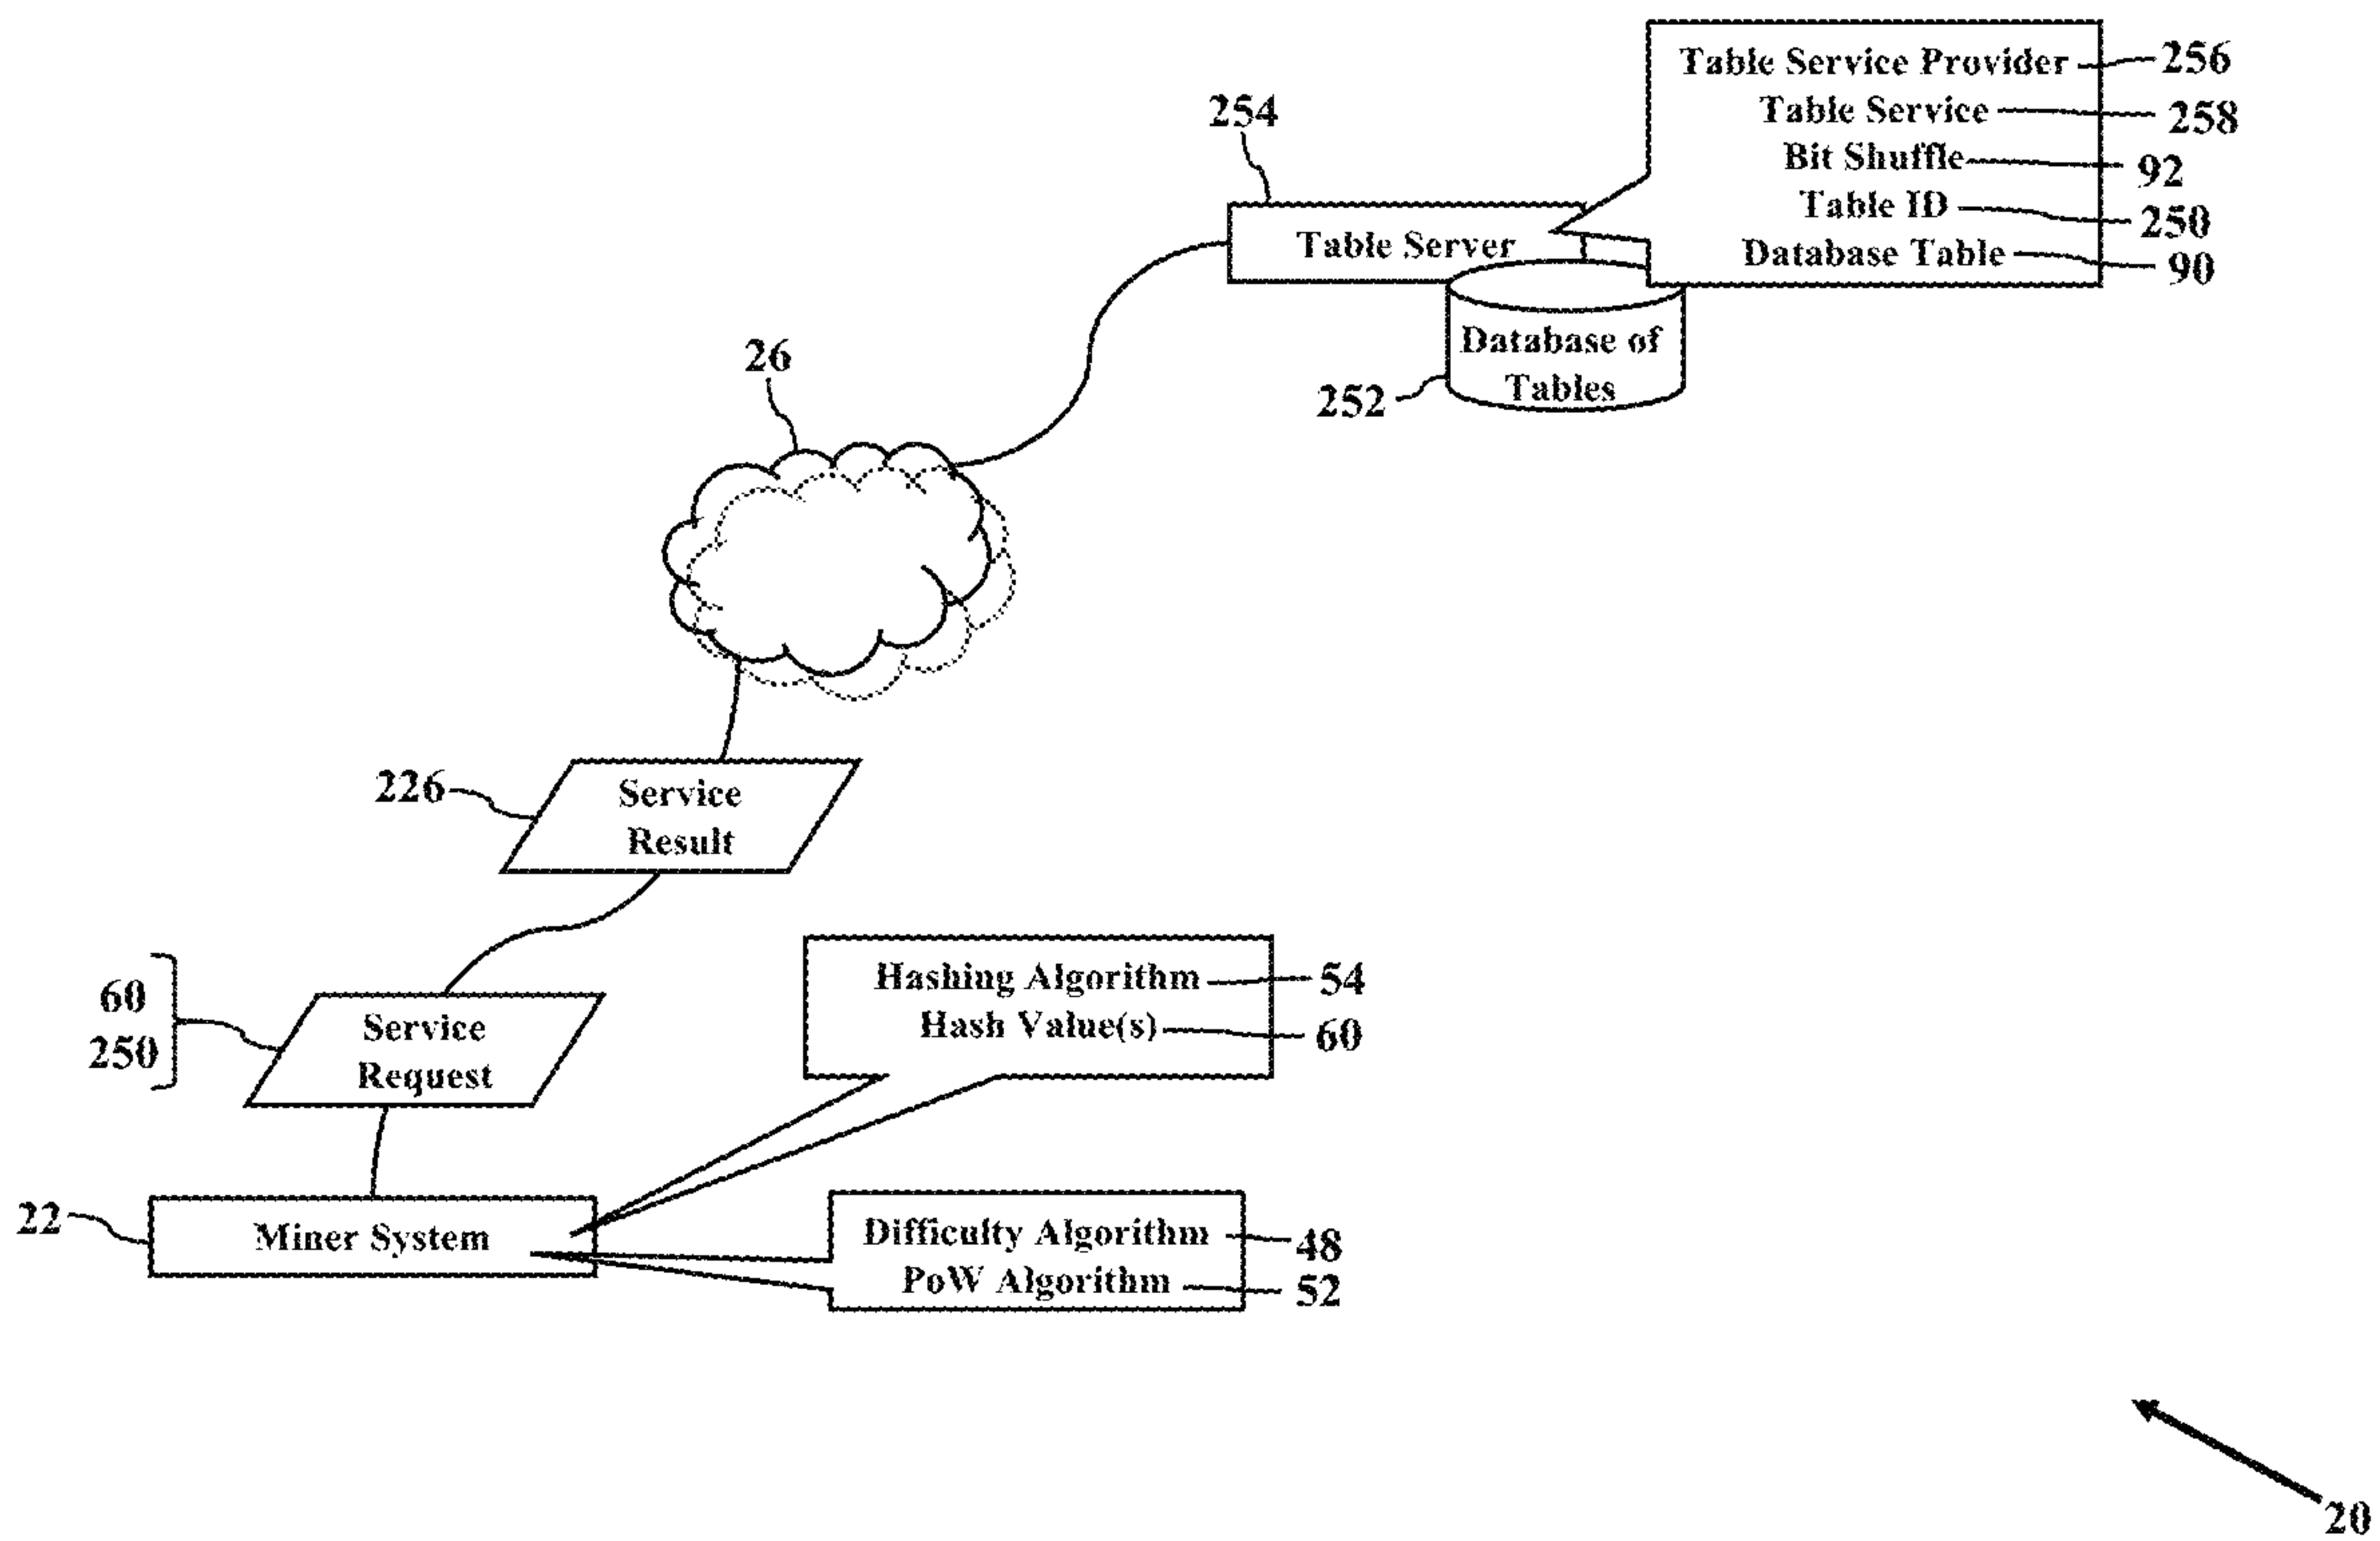 Table Service Provider 256
Table Service 258
Bit Shuffle 92
Table ID 250
Database Table 90
254
Table Server
Database of
Tables
252
26
226
Service
Result
60
250
Service
Request
Hashing Algorithm 54
Hash Value(s) 60
22
Miner System
Difficulty Algorithm 48
PoW Algorithm 52
20